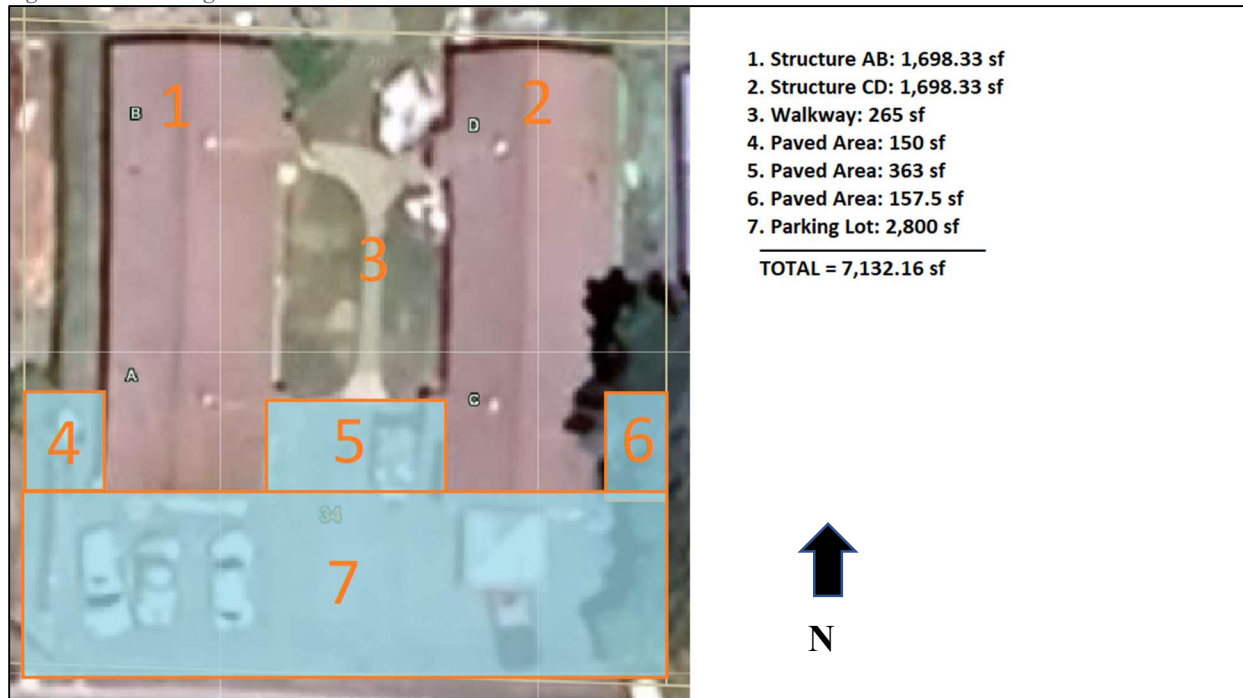 1. Structure AB: 1,698.33 sf
2. Structure CD: 1,698.33 sf
3. Walkway: 265 sf
4. Paved Area: 150 sf
5. Paved Area: 363 sf
6. Paved Area: 157.5 sf
7. Parking Lot: 2,800 sf
TOTAL = 7,132.16 sf
1
2
B
D
3
A
C
4
5
6
34
7
N